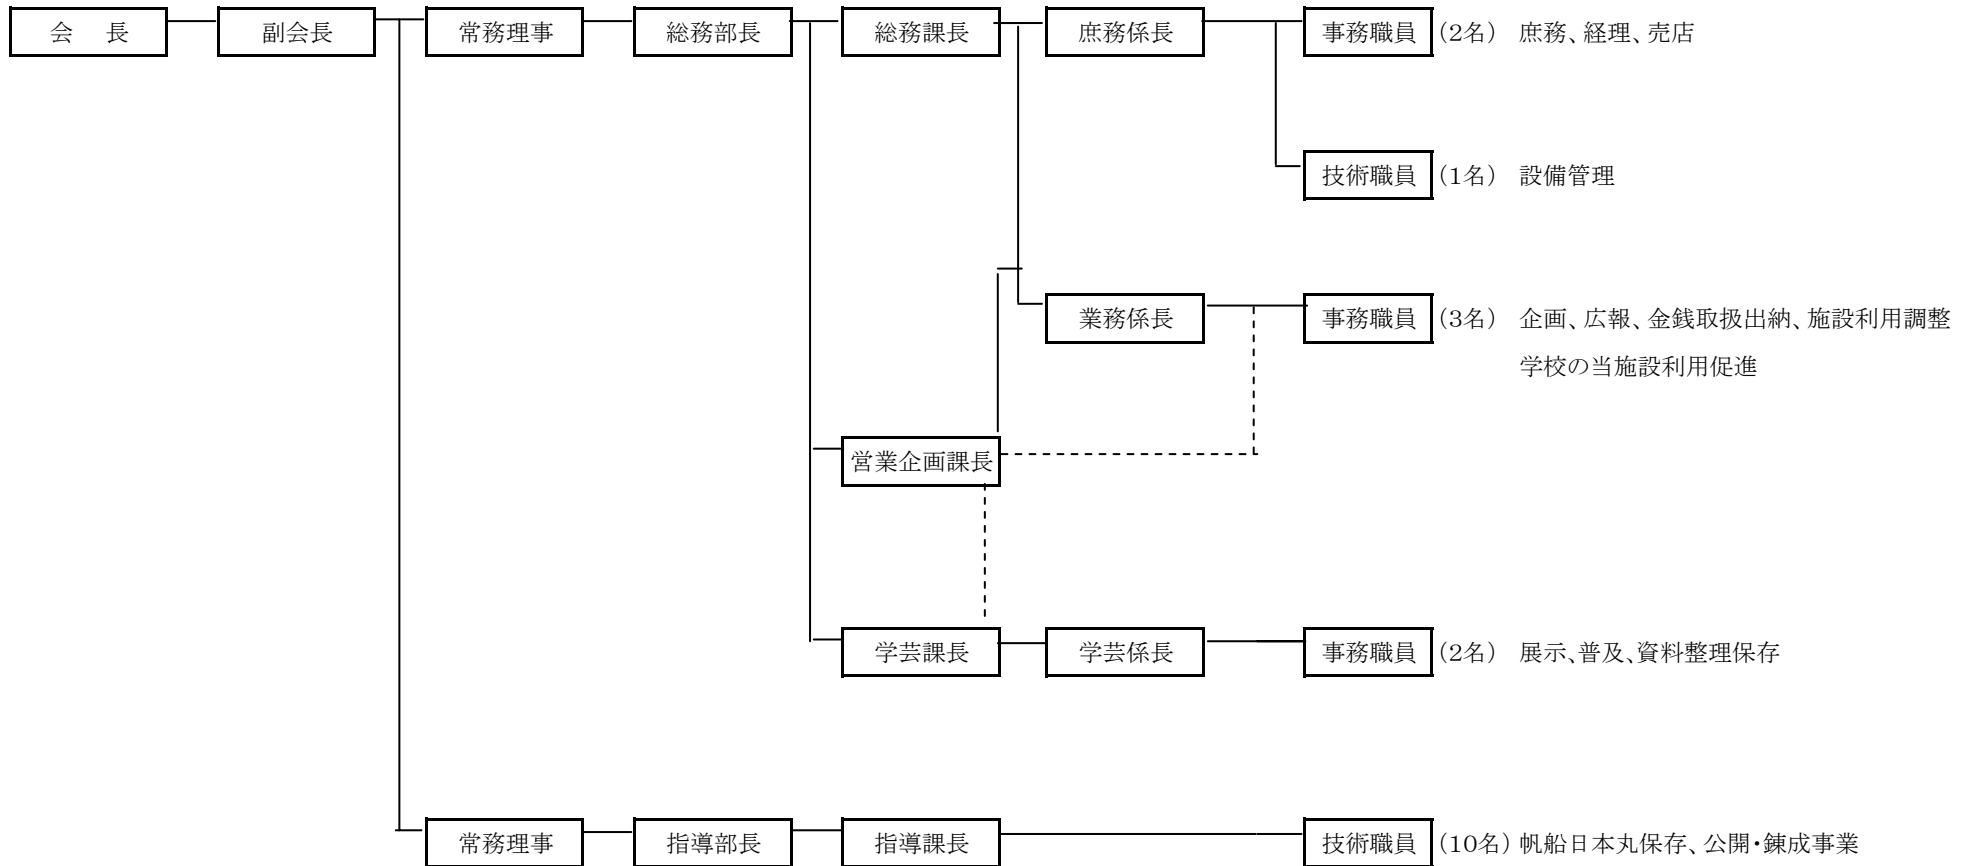 会　長　副会長　常務理事　総務部長　総務課長　庶務係長　事務職員　(2名)　庶務、経理、売店
技術職員　(1名)　設備管理
業務係長　事務職員　(3名)　企画、広報、金銭取扱出納、施設利用調整
学校の当施設利用促進
営業企画課長
学芸課長　学芸係長　事務職員　(2名)　展示、普及、資料整理保存
常務理事　指導部長　指導課長　技術職員　(10名)　帆船日本丸保存、公開・錬成事業